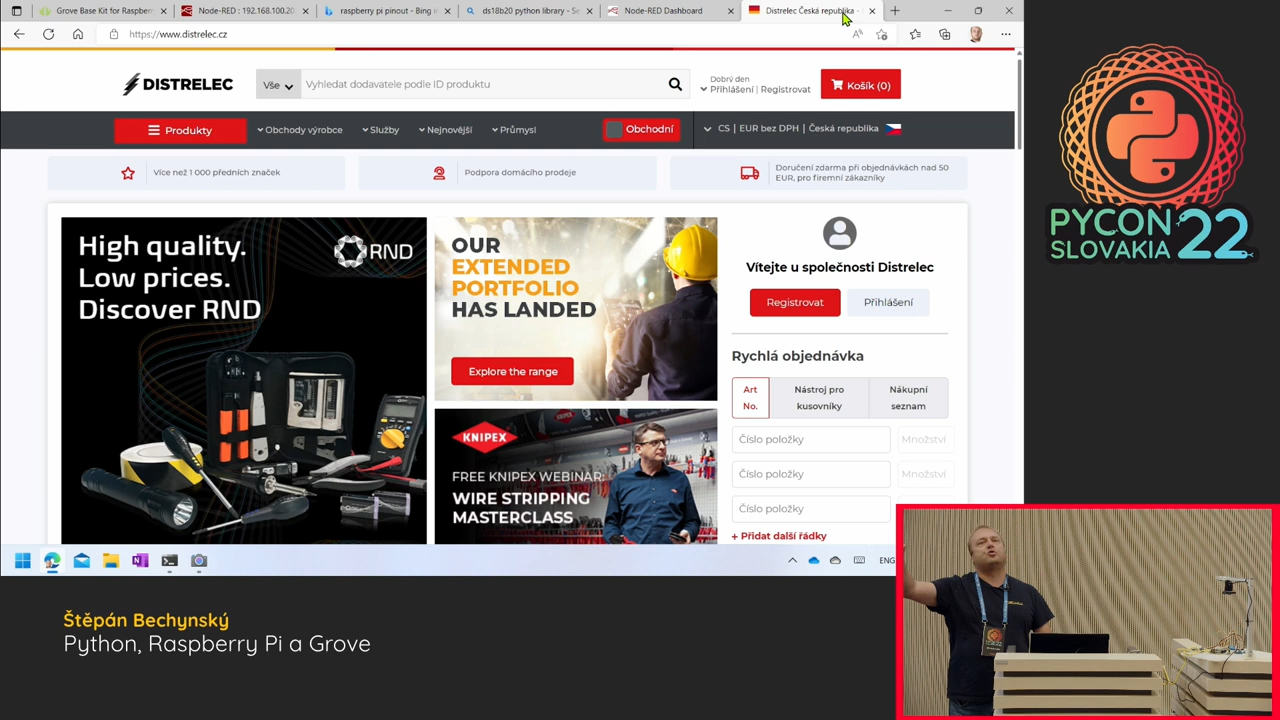 Grove Base Kit for Raspberr
Node-RED : 192.168.100.20
raspberry pi pinout - Bing i
ds18b20 python library - Se
Node-RED Dashboard
Distrelec Česká republika -
https://www.distrelec.cz
DISTRELEC
Vše
Vyhledat dodavatele podle ID produktu
Dobrý den
Přihlášení | Registrovat
Košík (0)
Produkty
Obchody výrobce
Služby
Nejnovější
Průmysl
Obchodní
CS | EUR bez DPH | Česká republika
Více než 1 000 předních značek
Podpora domácího prodeje
Doručení zdarma při objednávkách nad 50
EUR, pro firemní zákazníky
High quality.
Low prices.
Discover RND
RND
OUR
EXTENDED
PORTFOLIO
HAS LANDED
Explore the range
KNIPEX
FREE KNIPEX WEBINAR:
WIRE STRIPPING
MASTERCLASS
Vítejte u společnosti Distrelec
Registrovat
Přihlášení
Rychlá objednávka
Art
No.
Nástroj pro
kusovníky
Nákupní
seznam
Číslo položky
Množství
Číslo položky
Množství
Číslo položky
+ Přidat další řádky
ENG
PYCON
SLOVAKIA
22
Štěpán Bechynský
Python, Raspberry Pi a Grove